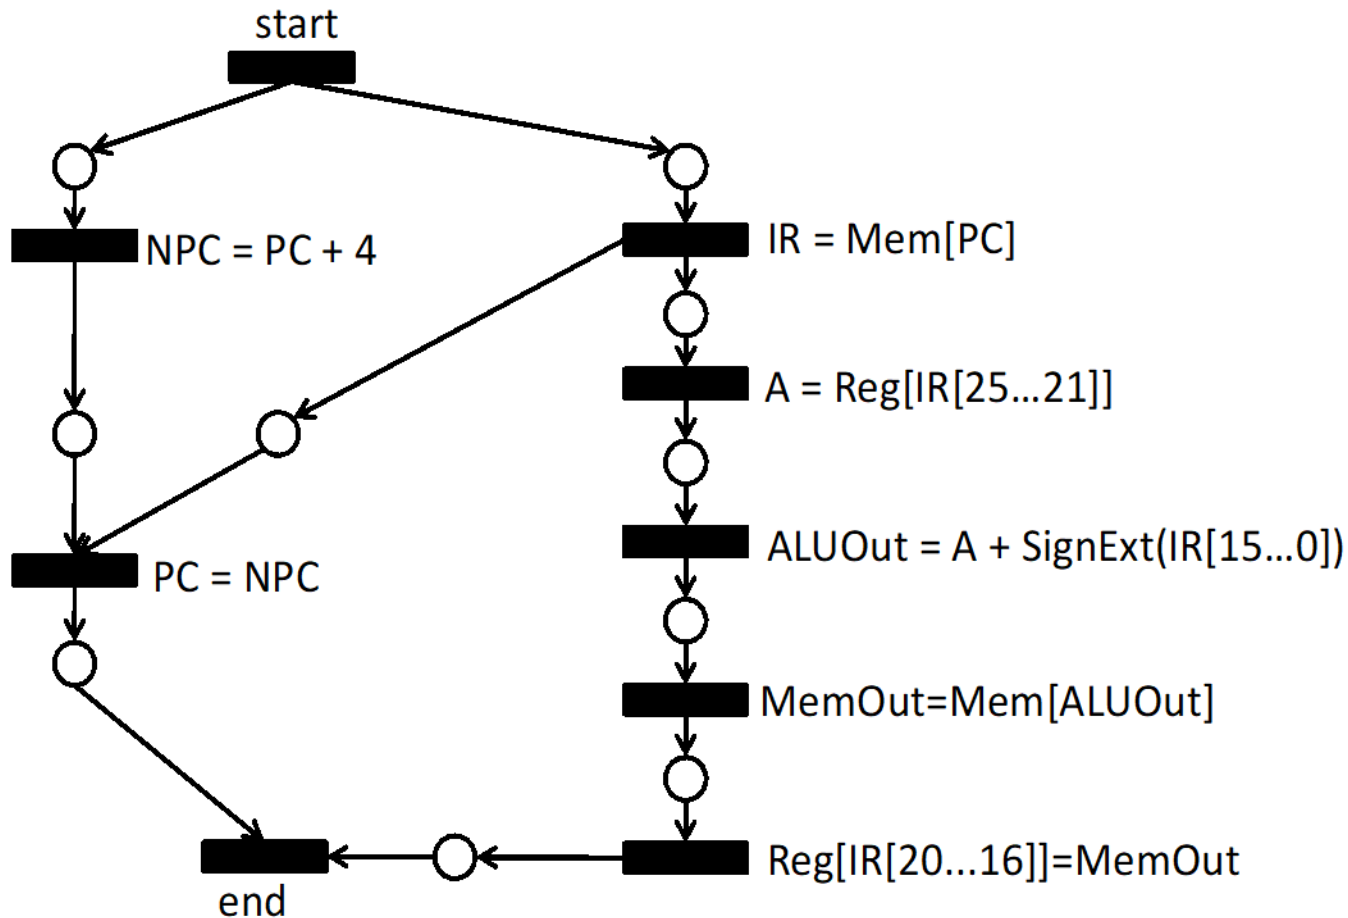 start
NPC = PC + 4
IR = Mem[PC]
A = Reg[IR[25...21]]
ALUOut = A + SignExt(IR[15...0])
PC = NPC
MemOut=Mem[ALUOut]
Reg[IR[20...16]]=MemOut
end